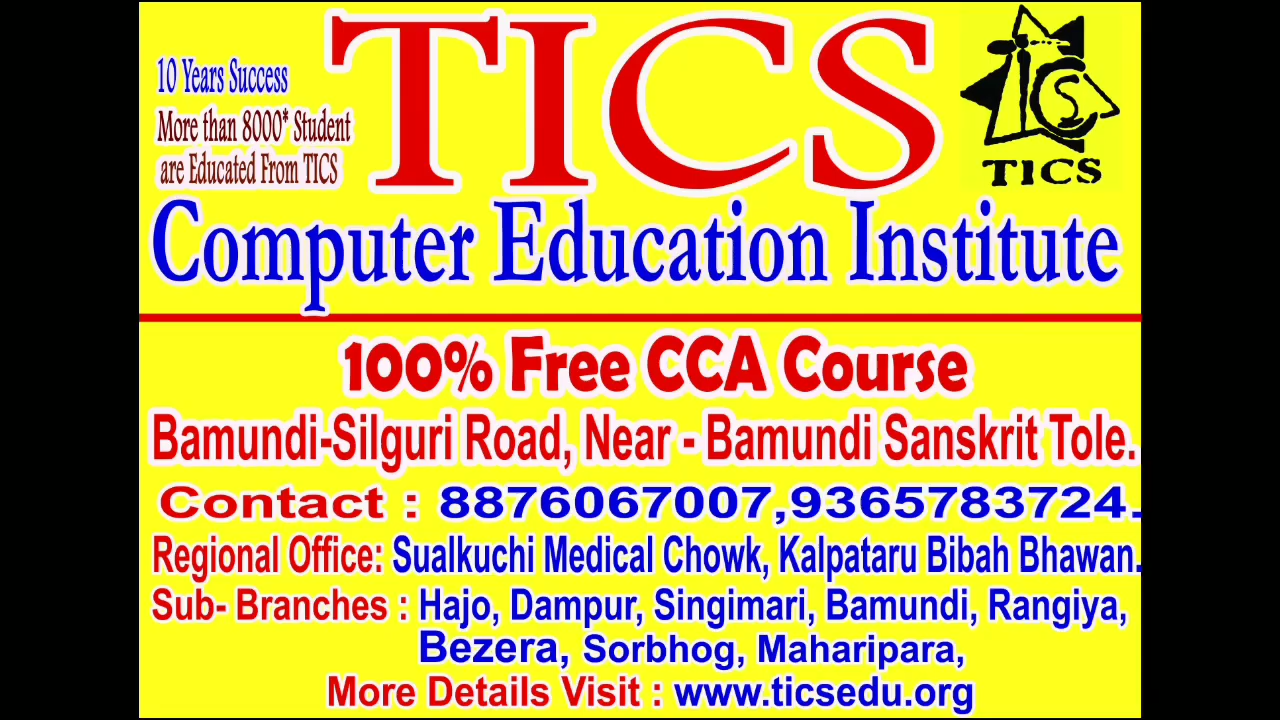 10 Years Success
More than 8000* Student
are Educated From TICS
TICS
ICS
TICS
Computer Education Institute
100% Free CCA Course
Bamundi-Silguri Road, Near - Bamundi Sanskrit Tole.
Contact : 8876067007,9365783724.
Regional Office: Sualkuchi Medical Chowk, Kalpataru Bibah Bhawan.
Sub- Branches : Hajo, Dampur, Singimari, Bamundi, Rangiya,
Bezera, Sorbhog, Maharipara,
More Details Visit : www.ticsedu.org